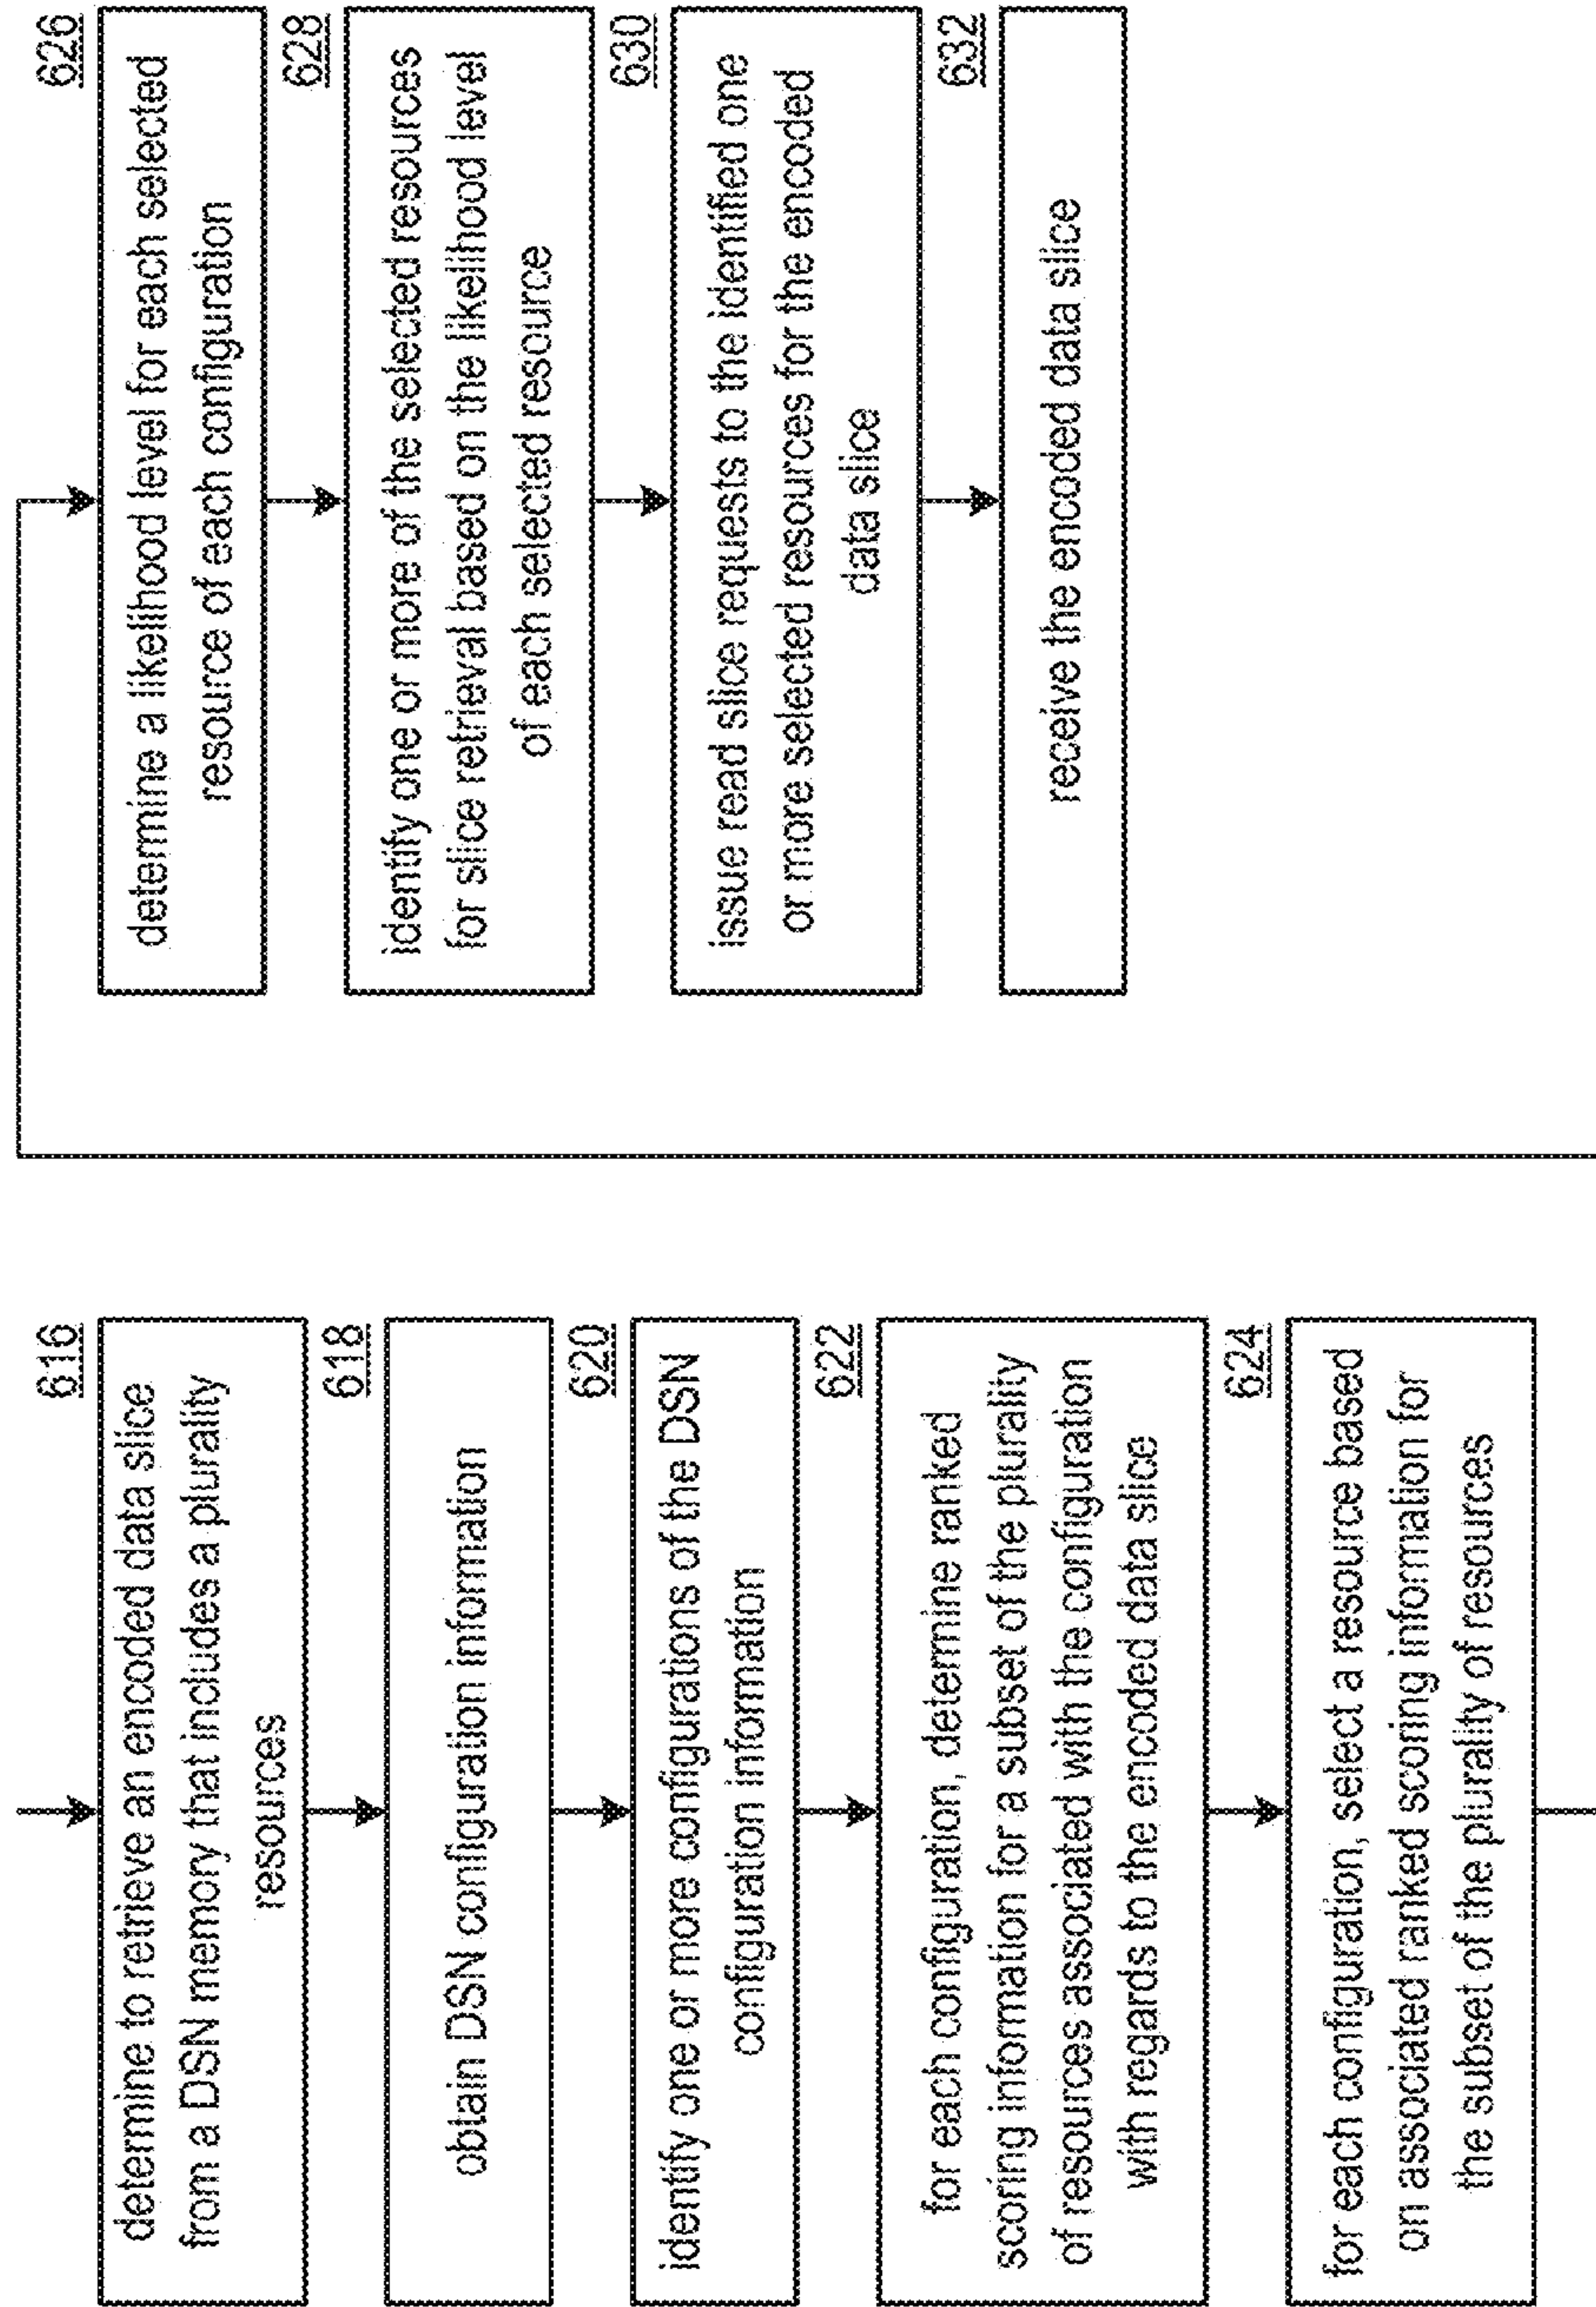 616
determine to retrieve an encoded data slice
from a DSN memory that includes a plurality
resources
618
obtain DSN configuration information
620
identify one or more configurations of the DSN
configuration information
622
for each configuration, determine ranked
scoring information for a subset of the plurality
of resources associated with the configuration
with regards to the encoded data slice
624
for each configuration, select a resource based
on associated ranked scoring information for
the subset of the plurality of resources
626
determine a likelihood level for each selected
resource of each configuration
628
identify one or more of the selected resources
for slice retrieval based on the likelihood level
of each selected resource
630
issue read slice requests to the identified one
or more selected resources for the encoded
data slice
632
receive the encoded data slice